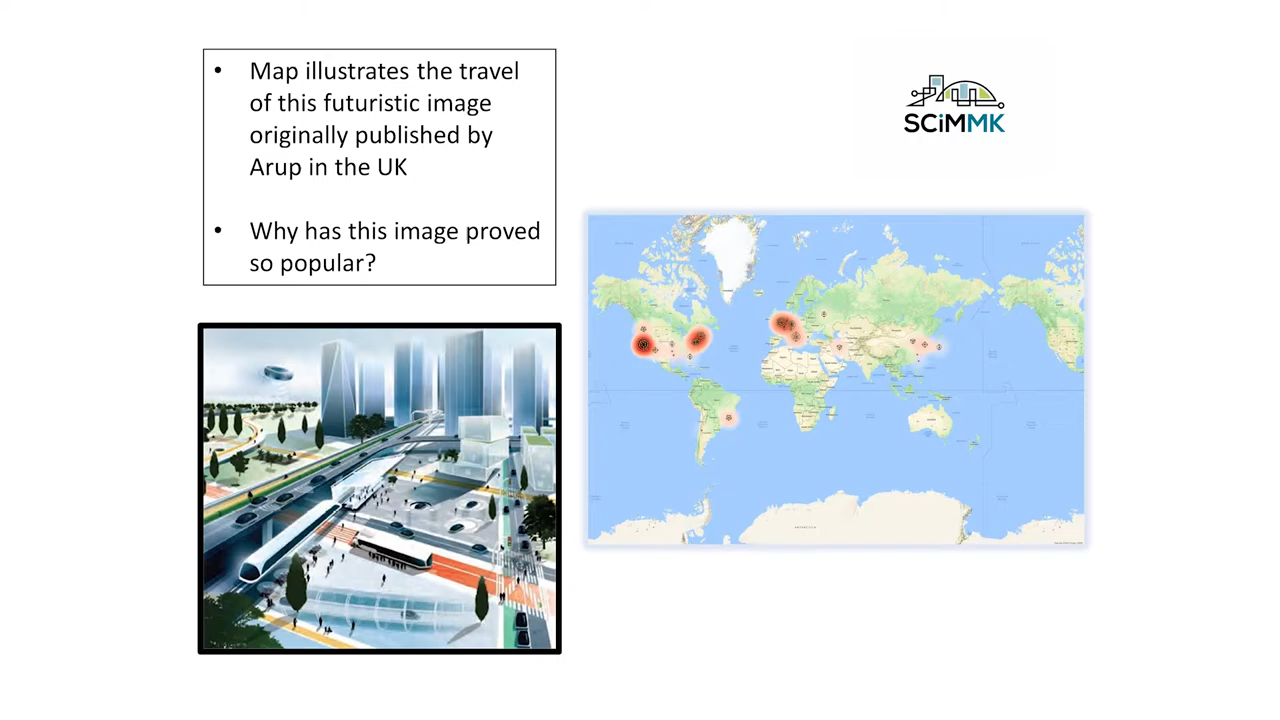 • Map illustrates the travel
of this futuristic image
originally published by
Arup in the UK
• Why has this image proved
so popular?
SCiMMK